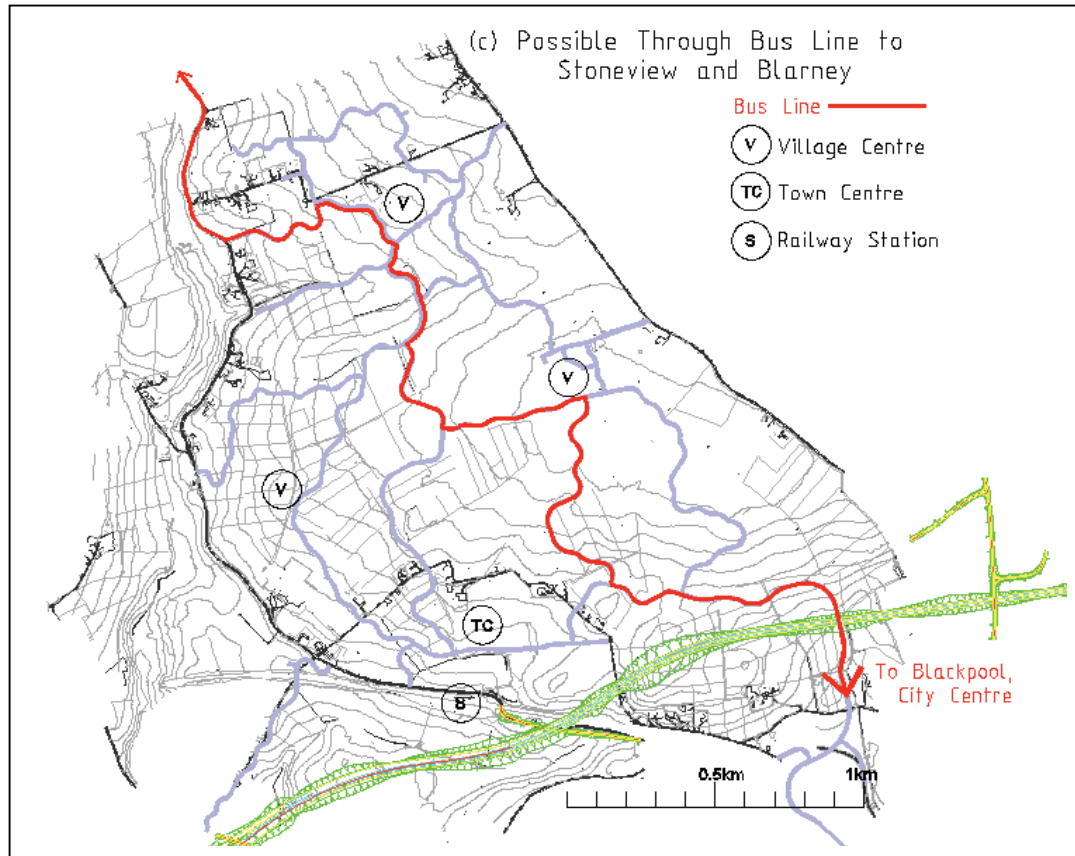 (c) Possible Through Bus Line to
Stoneview and Blarney
Bus Line
V Village Centre
TC Town Centre
S Railway Station
V
V
V
TC
S
To Blackpool,
City Centre
0.5km 1km